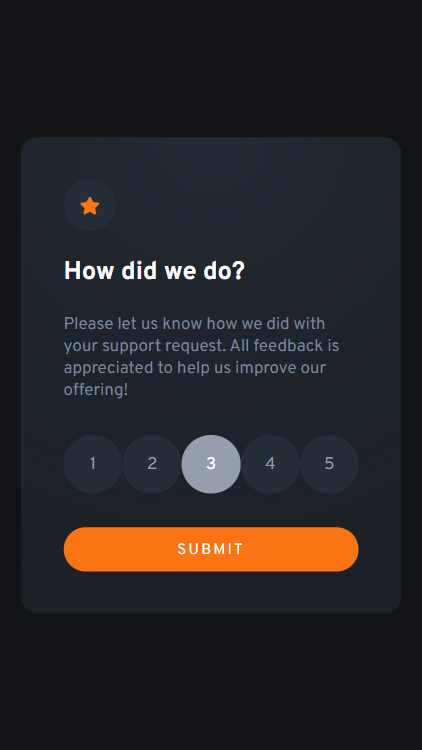 How did we do?
Please let us know how we did with
your support request. All feedback is
appreciated to help us improve our
offering!
1 2 3 4 5
SUBMIT